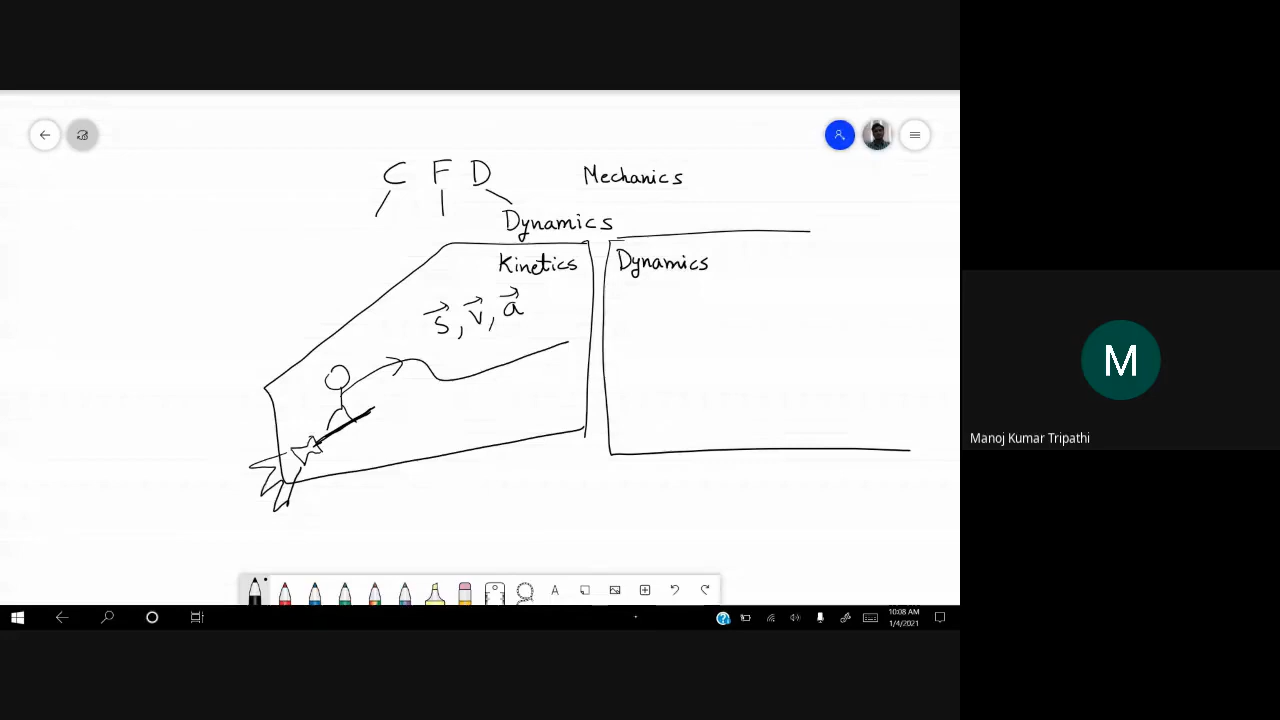 C F D
Mechanics
Dynamics
Kinetics
Dynamics
s, v, a
M
Manoj Kumar Tripathi
A
10:08 AM
1/4/2021